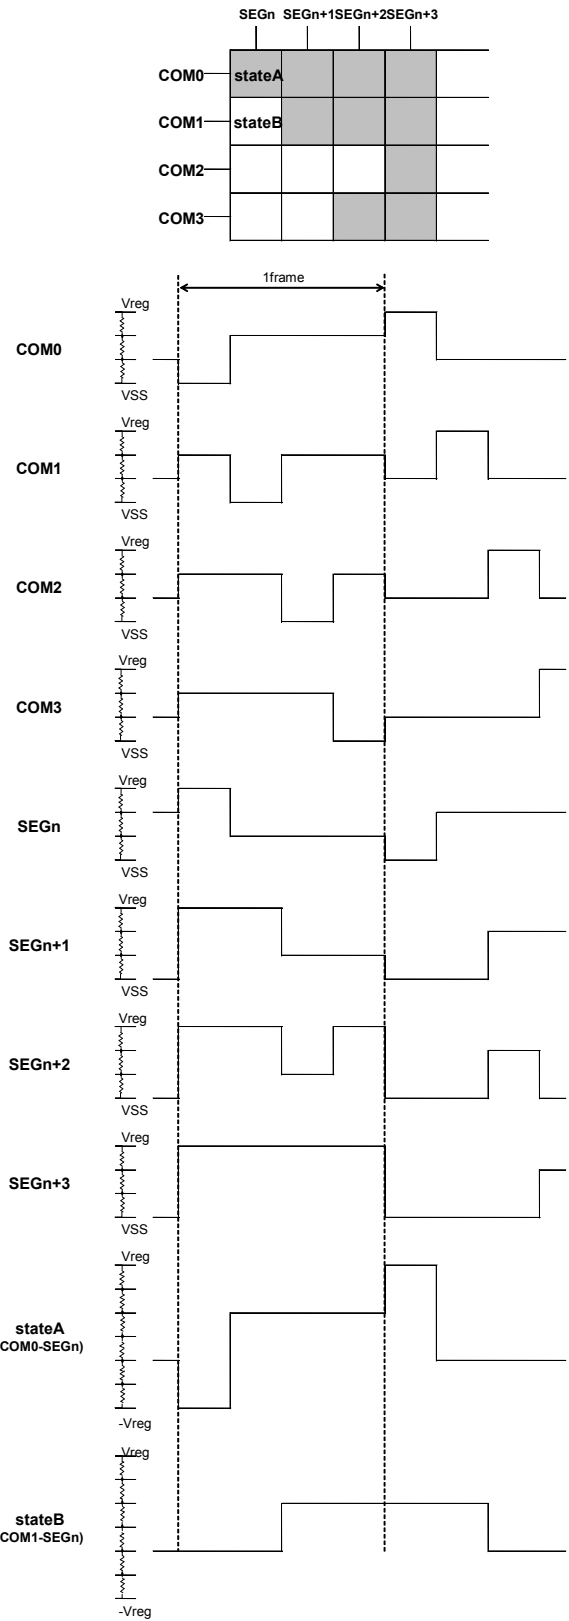 SEGn SEGn+1SEGn+2SEGn+3
COM0 stateA
COM1 stateB
COM2
COM3
1frame
Vreg
COM0
VSS
Vreg
COM1
VSS
Vreg
COM2
VSS
Vreg
COM3
VSS
Vreg
SEGn
VSS
Vreg
SEGn+1
VSS
Vreg
SEGn+2
VSS
Vreg
SEGn+3
VSS
Vreg
stateA
COM0-SEGn)
-Vreg
Vreg
stateB
COM1-SEGn)
-Vreg